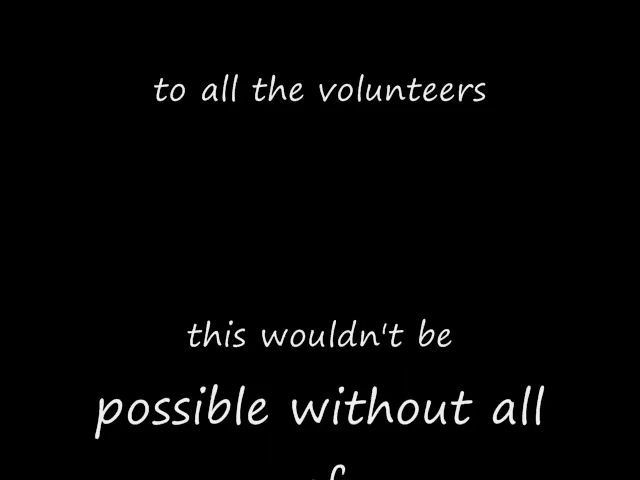 to all the volunteers
this wouldn't be
possible without all